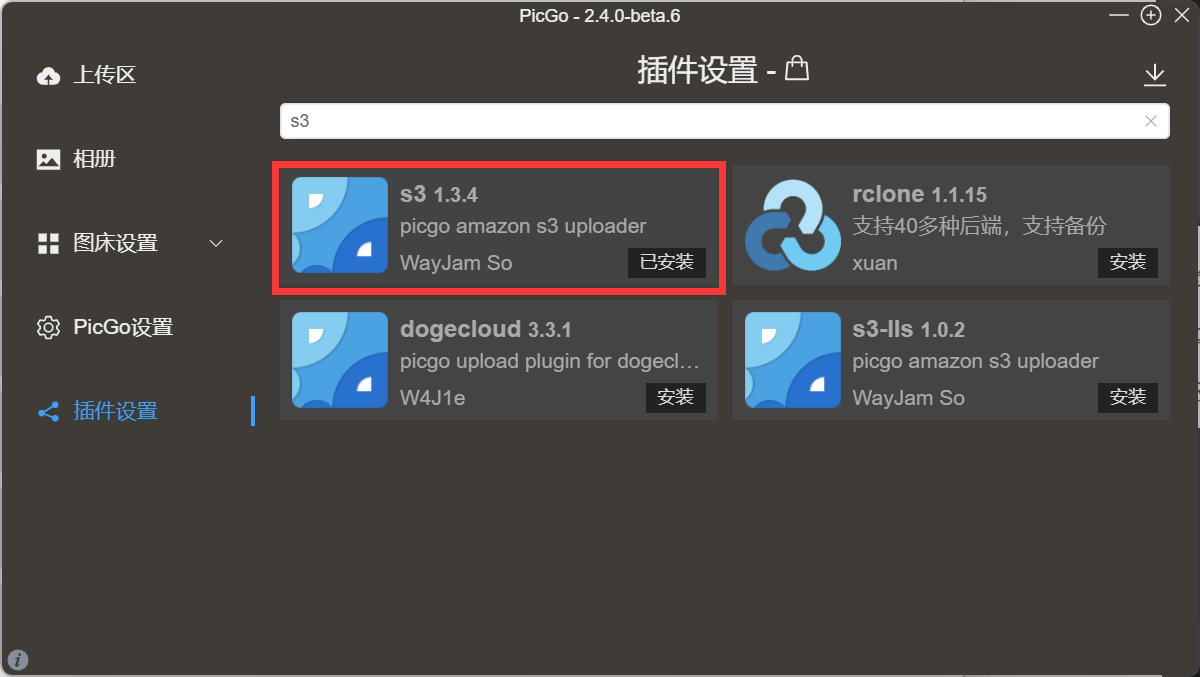 PicGo - 2.4.0-beta.6
上传区
相册
图床设置
PicGo设置
插件设置
插件设置 -
s3
s3 1.3.4
picgo amazon s3 uploader
WayJam So
已安装
rclone 1.1.15
支持40多种后端，支持备份
xuan
安装
dogecloud 3.3.1
picgo upload plugin for dogecl...
W4J1e
安装
s3-lls 1.0.2
picgo amazon s3 uploader
WayJam So
安装